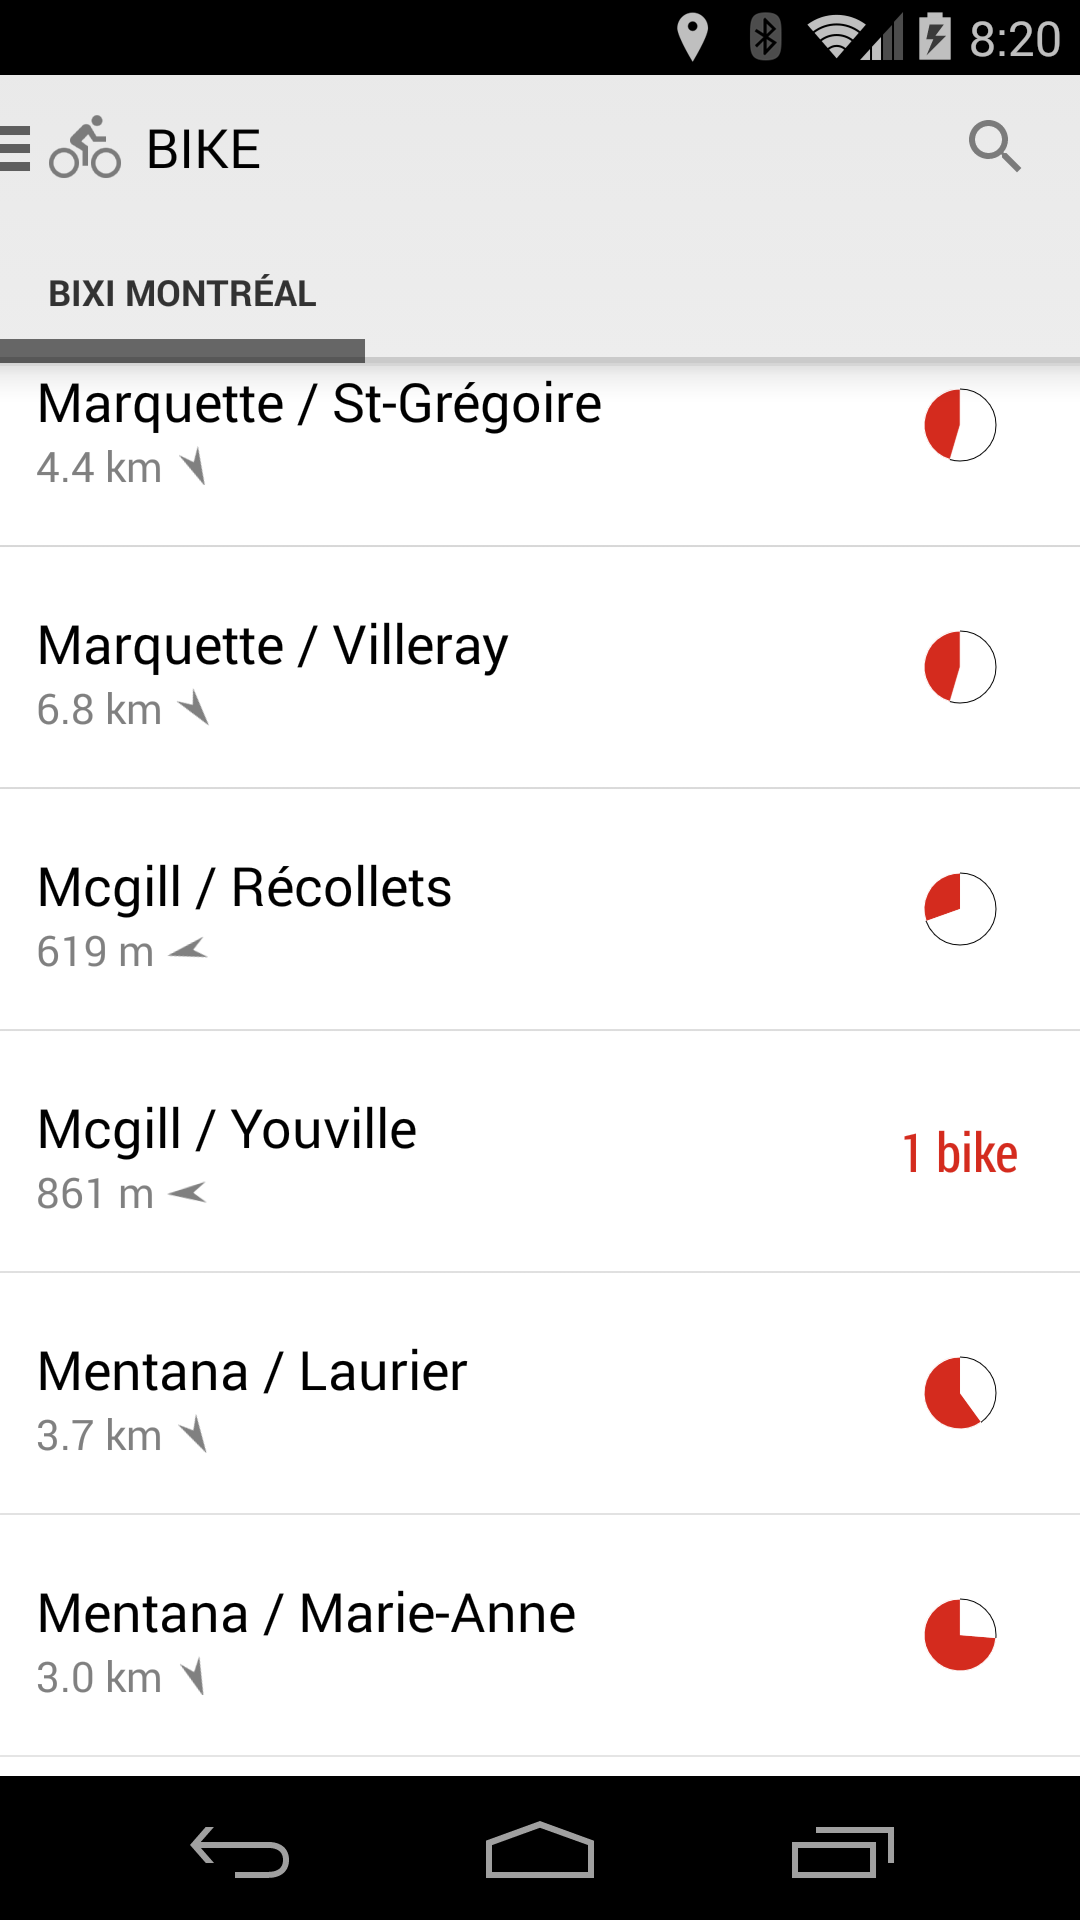 8:20
BIKE
BIXI MONTRÉAL
Marquette / St-Grégoire
4.4 km
Marquette / Villeray
6.8 km
Mcgill / Récollets
619 m
Mcgill / Youville
861 m
1 bike
Mentana / Laurier
3.7 km
Mentana / Marie-Anne
3.0 km